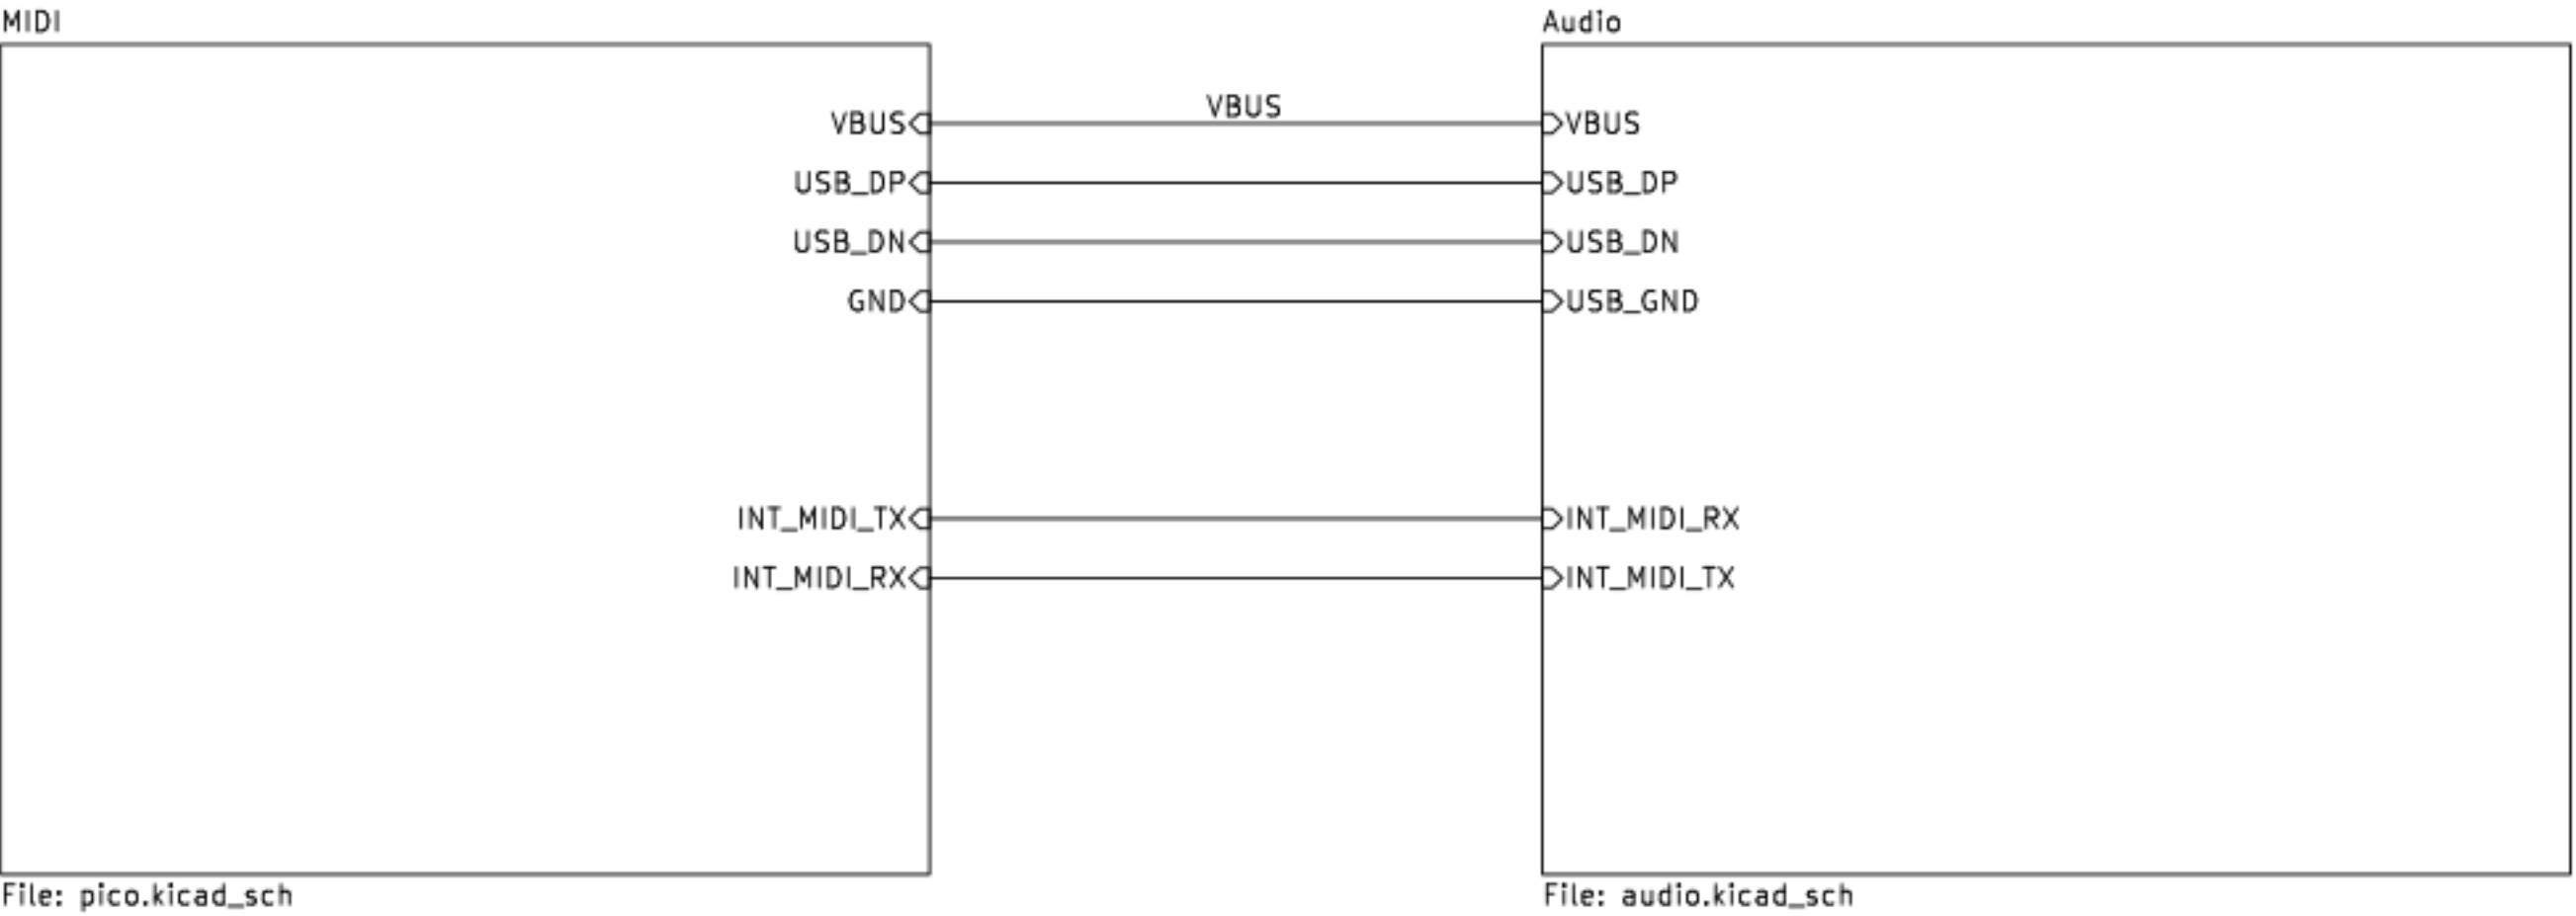 MIDI
Audio
VBUS
VBUS
VBUS
USB_DP
USB_DP
USB_DN
USB_DN
GND
USB_GND
INT_MIDI_TX
INT_MIDI_RX
INT_MIDI_RX
INT_MIDI_TX
File: pico.kicad_sch
File: audio.kicad_sch